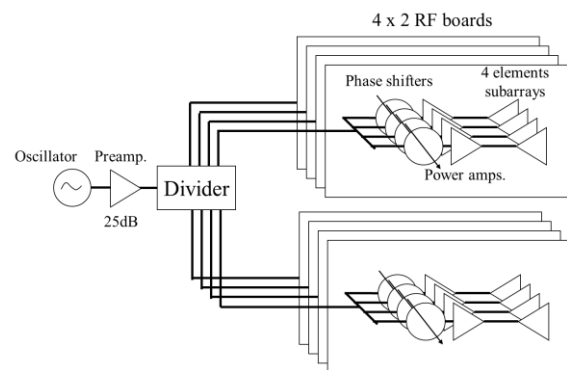 4 x 2 RF boards
Phase shifters
4 elements
subarrays
Oscillator
Preamp.
Divider
Power amps.
25dB